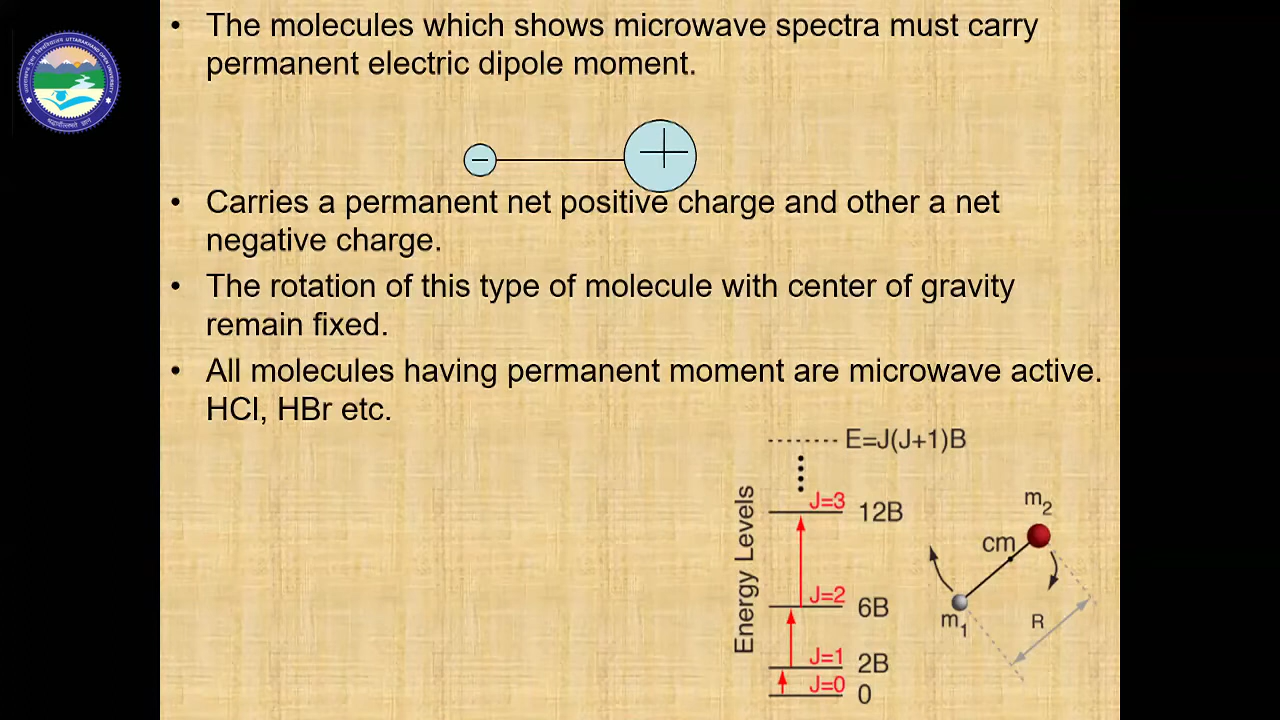 • The molecules which shows microwave spectra must carry
permanent electric dipole moment.
− +
• Carries a permanent net positive charge and other a net
negative charge.
• The rotation of this type of molecule with center of gravity
remain fixed.
• All molecules having permanent moment are microwave active.
HCl, HBr etc.
E=J(J+1)B
Energy Levels
J=3 12B
J=2 6B
J=1 2B
J=0 0
m2
cm
m1
R